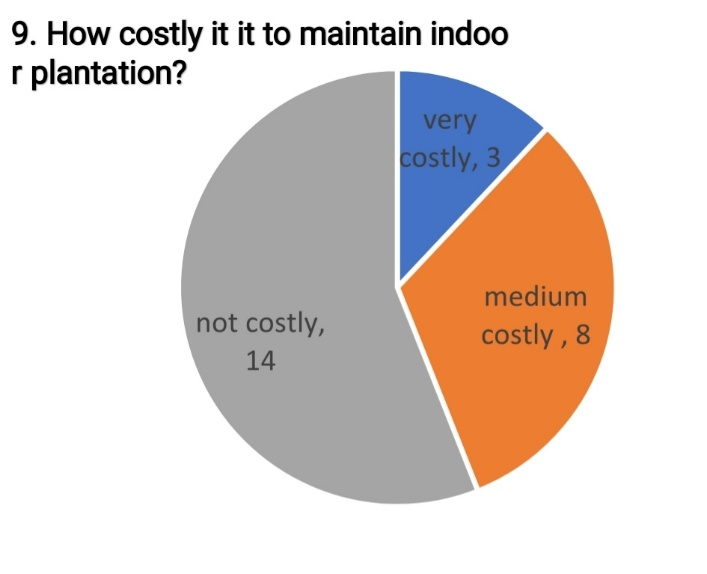 9. How costly it it to maintain indoo
r plantation?
very
costly, 3
medium
costly , 8
not costly,
14